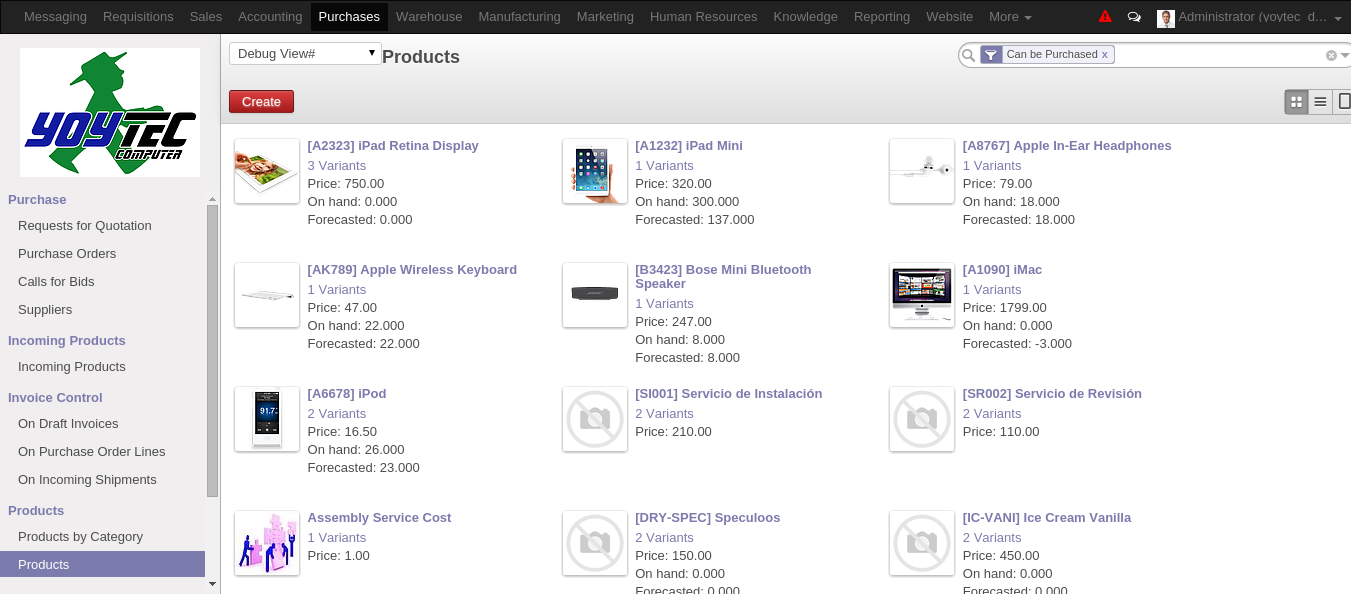 Messaging Requisitions Sales Accounting Purchases Warehouse Manufacturing Marketing Human Resources Knowledge Reporting Website More Administrator (yoytec_d...
YOYTEC
COMPUTER
Debug View#
Products
Can be Purchased x
Create
Purchase
Requests for Quotation
Purchase Orders
Calls for Bids
Suppliers
Incoming Products
Incoming Products
Invoice Control
On Draft Invoices
On Purchase Order Lines
On Incoming Shipments
Products
Products by Category
Products
[A2323] iPad Retina Display
3 Variants
Price: 750.00
On hand: 0.000
Forecasted: 0.000
[A1232] iPad Mini
1 Variants
Price: 320.00
On hand: 300.000
Forecasted: 137.000
[A8767] Apple In-Ear Headphones
1 Variants
Price: 79.00
On hand: 18.000
Forecasted: 18.000
[AK789] Apple Wireless Keyboard
1 Variants
Price: 47.00
On hand: 22.000
Forecasted: 22.000
[B3423] Bose Mini Bluetooth
Speaker
1 Variants
Price: 247.00
On hand: 8.000
Forecasted: 8.000
[A1090] iMac
1 Variants
Price: 1799.00
On hand: 0.000
Forecasted: -3.000
91.7
[A6678] iPod
2 Variants
Price: 16.50
On hand: 26.000
Forecasted: 23.000
[SI001] Servicio de Instalación
2 Variants
Price: 210.00
[SR002] Servicio de Revisión
2 Variants
Price: 110.00
Assembly Service Cost
1 Variants
Price: 1.00
[DRY-SPEC] Speculoos
2 Variants
Price: 150.00
On hand: 0.000
Forecasted: 0.000
[IC-VANI] Ice Cream Vanilla
2 Variants
Price: 450.00
On hand: 0.000
Forecasted: 0.000